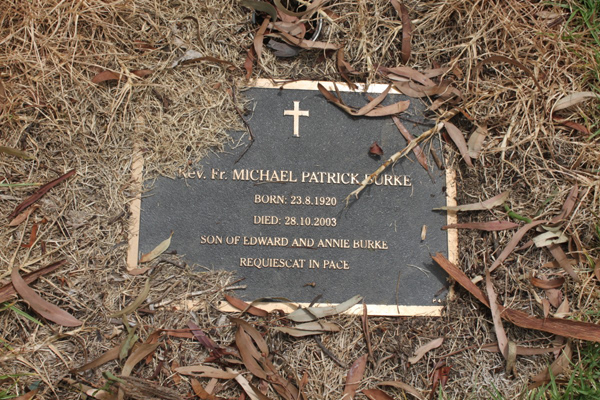 Rev. Fr. MICHAEL PATRICK BURKE
BORN: 23.8.1920
DIED: 28.10.2003
SON OF EDWARD AND ANNIE BURKE
REQUIESCAT IN PACE